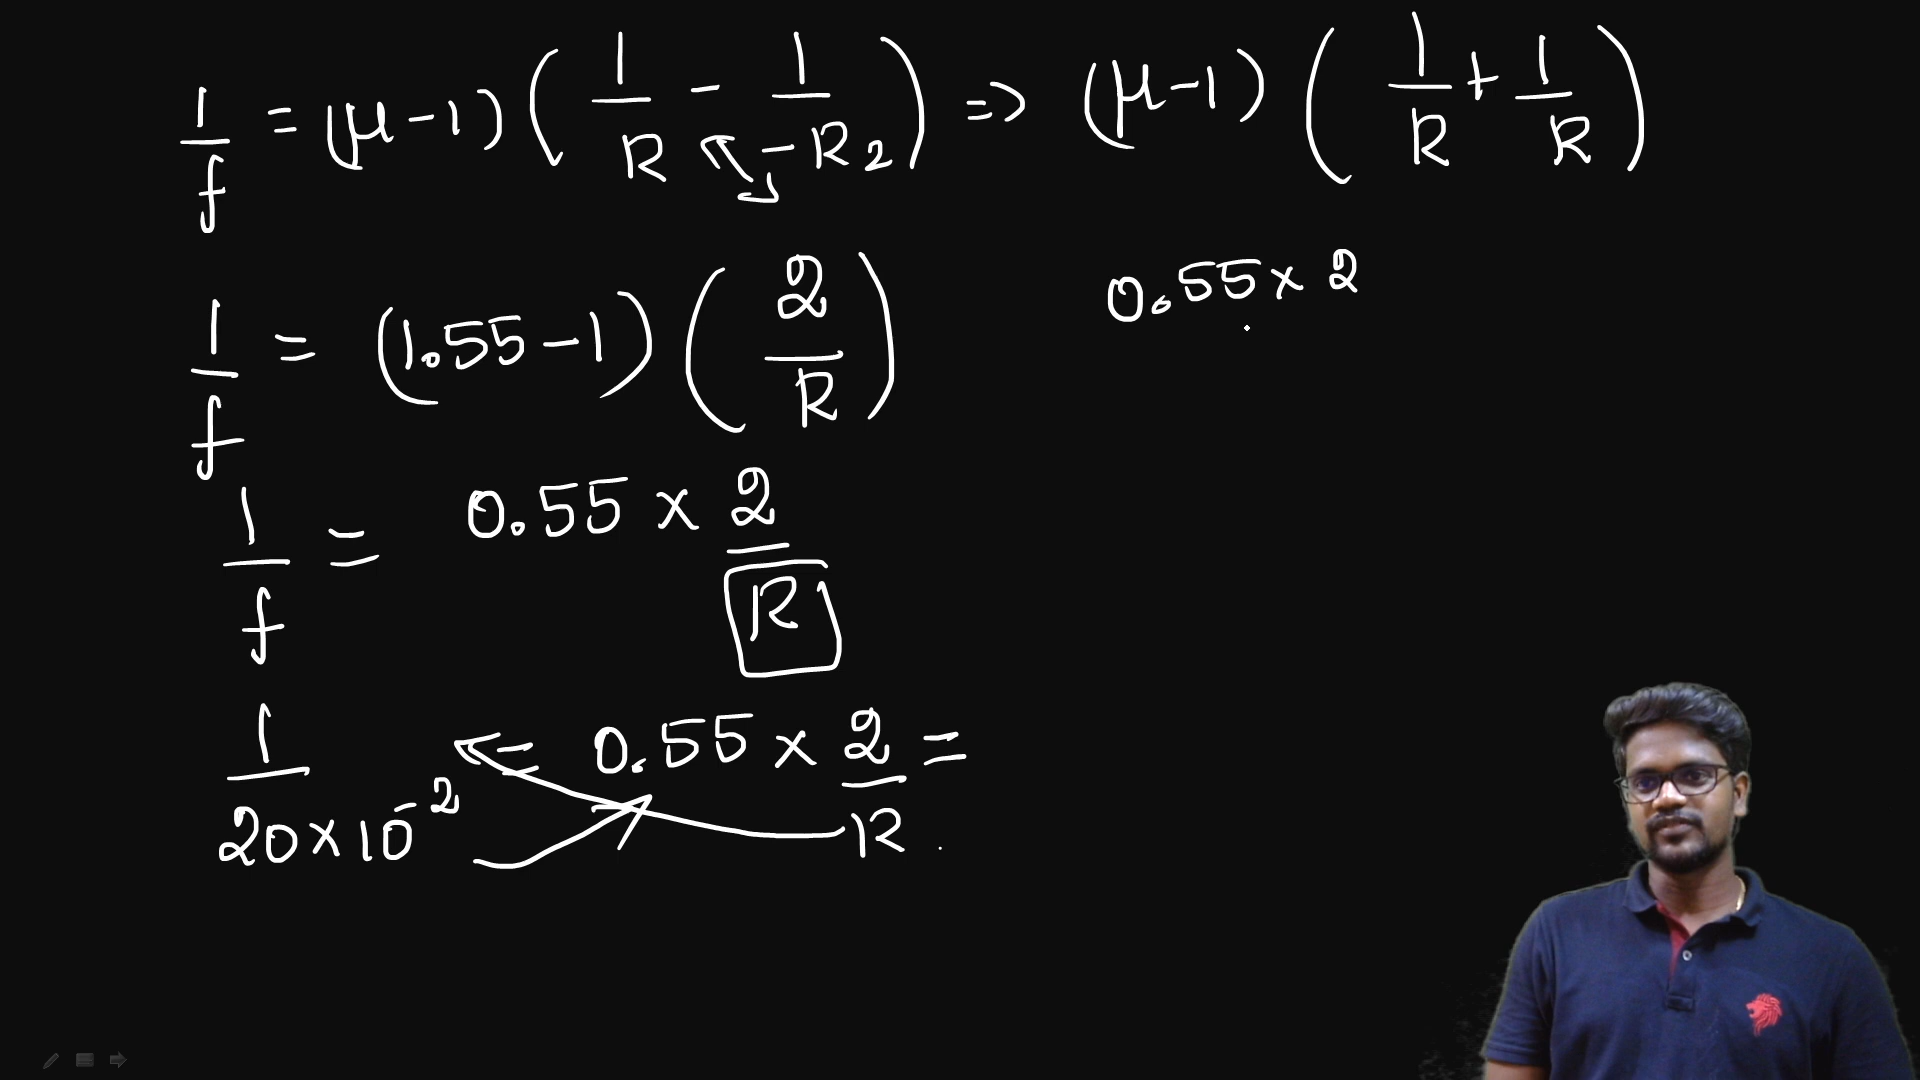 1/f = (μ-1) ( 1/R - 1/-R₂ ) => (μ-1) ( 1/R + 1/R )
1/f = (1.55-1) ( 2/R )
0.55 x 2
1/f = 0.55 x 2/R
1/20x10⁻² = 0.55 x 2/R =